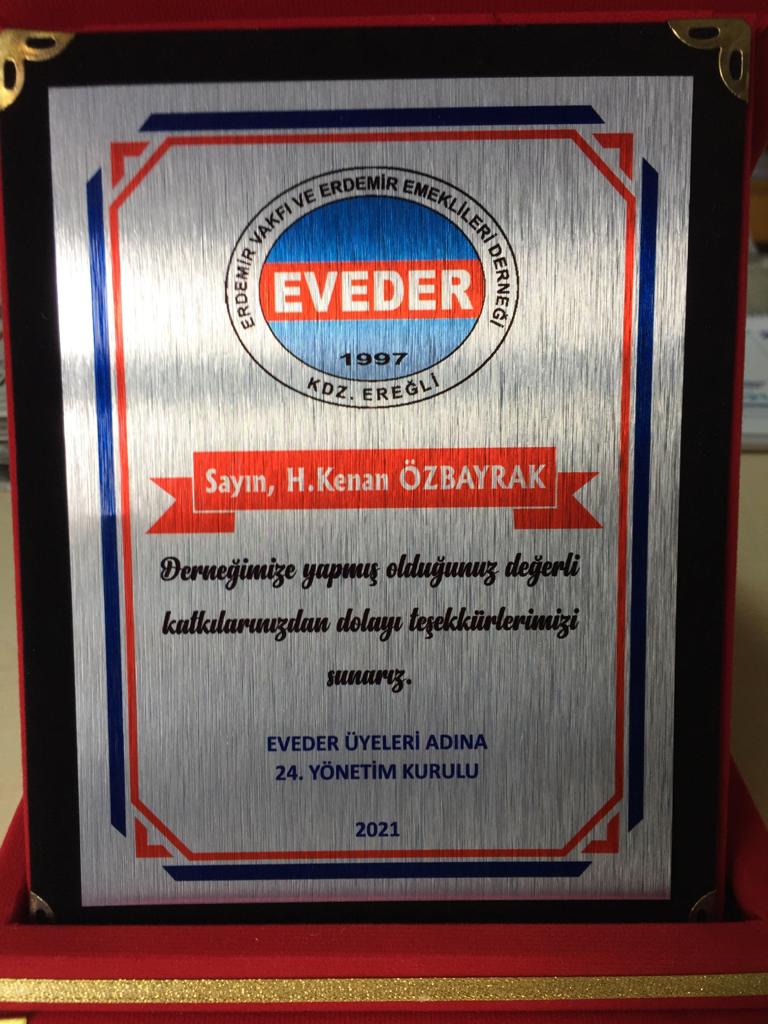 ERDEMİR VAKFI VE ERDEMİR EMEKLİLERİ DERNEĞİ
EVEDER
1997
KDZ. EREĞLİ
Sayın, H.Kenan ÖZBAYRAK
Derneğimize yapmış olduğunuz değerli
katkılarınızdan dolayı teşekkürlerimizi
sunarız.
EVEDER ÜYELERİ ADINA
24. YÖNETİM KURULU
2021